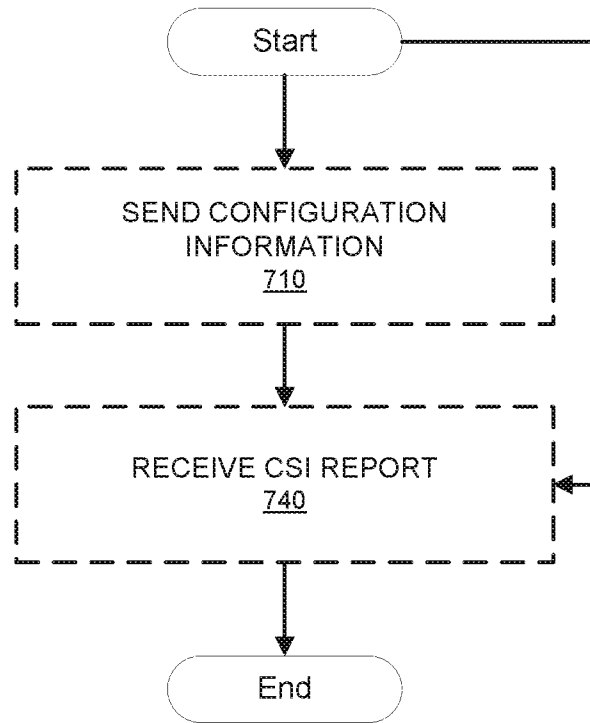 Start
SEND CONFIGURATION
INFORMATION
710
RECEIVE CSI REPORT
740
End